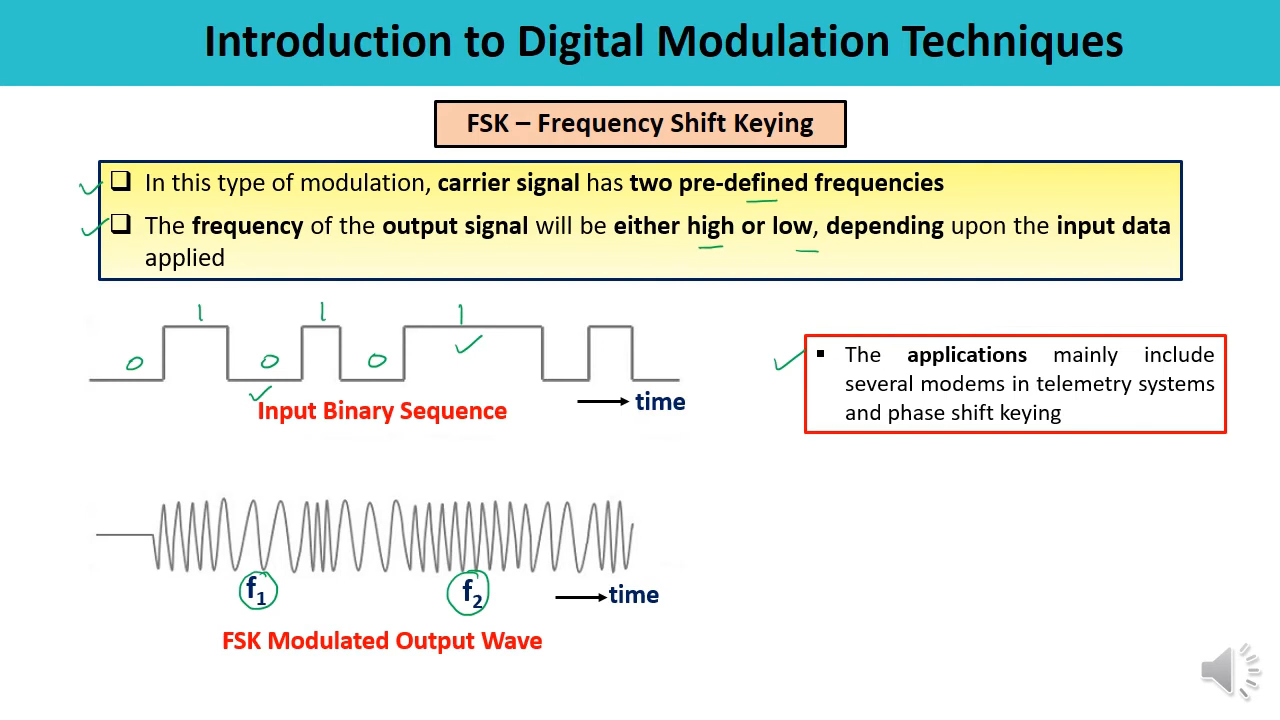 Introduction to Digital Modulation Techniques
FSK – Frequency Shift Keying
❑ In this type of modulation, carrier signal has two pre-defined frequencies
❑ The frequency of the output signal will be either high or low, depending upon the input data
applied
1 1 1
0 0 0
Input Binary Sequence
time
▪ The applications mainly include
several modems in telemetry systems
and phase shift keying
f1
f2
time
FSK Modulated Output Wave